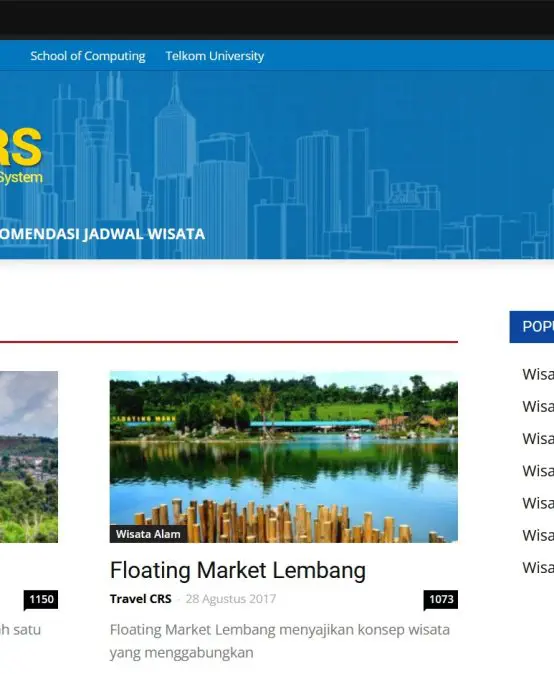 School of Computing Telkom University
RS
System
OMENDASI JADWAL WISATA
POPU
Wisa
Wisa
Wisa
Wisa
Wisa
Wisa
Wisa
Wisata Alam
Floating Market Lembang
1150
Travel CRS - 28 Agustus 2017 1073
h satu
Floating Market Lembang menyajikan konsep wisata
yang menggabungkan